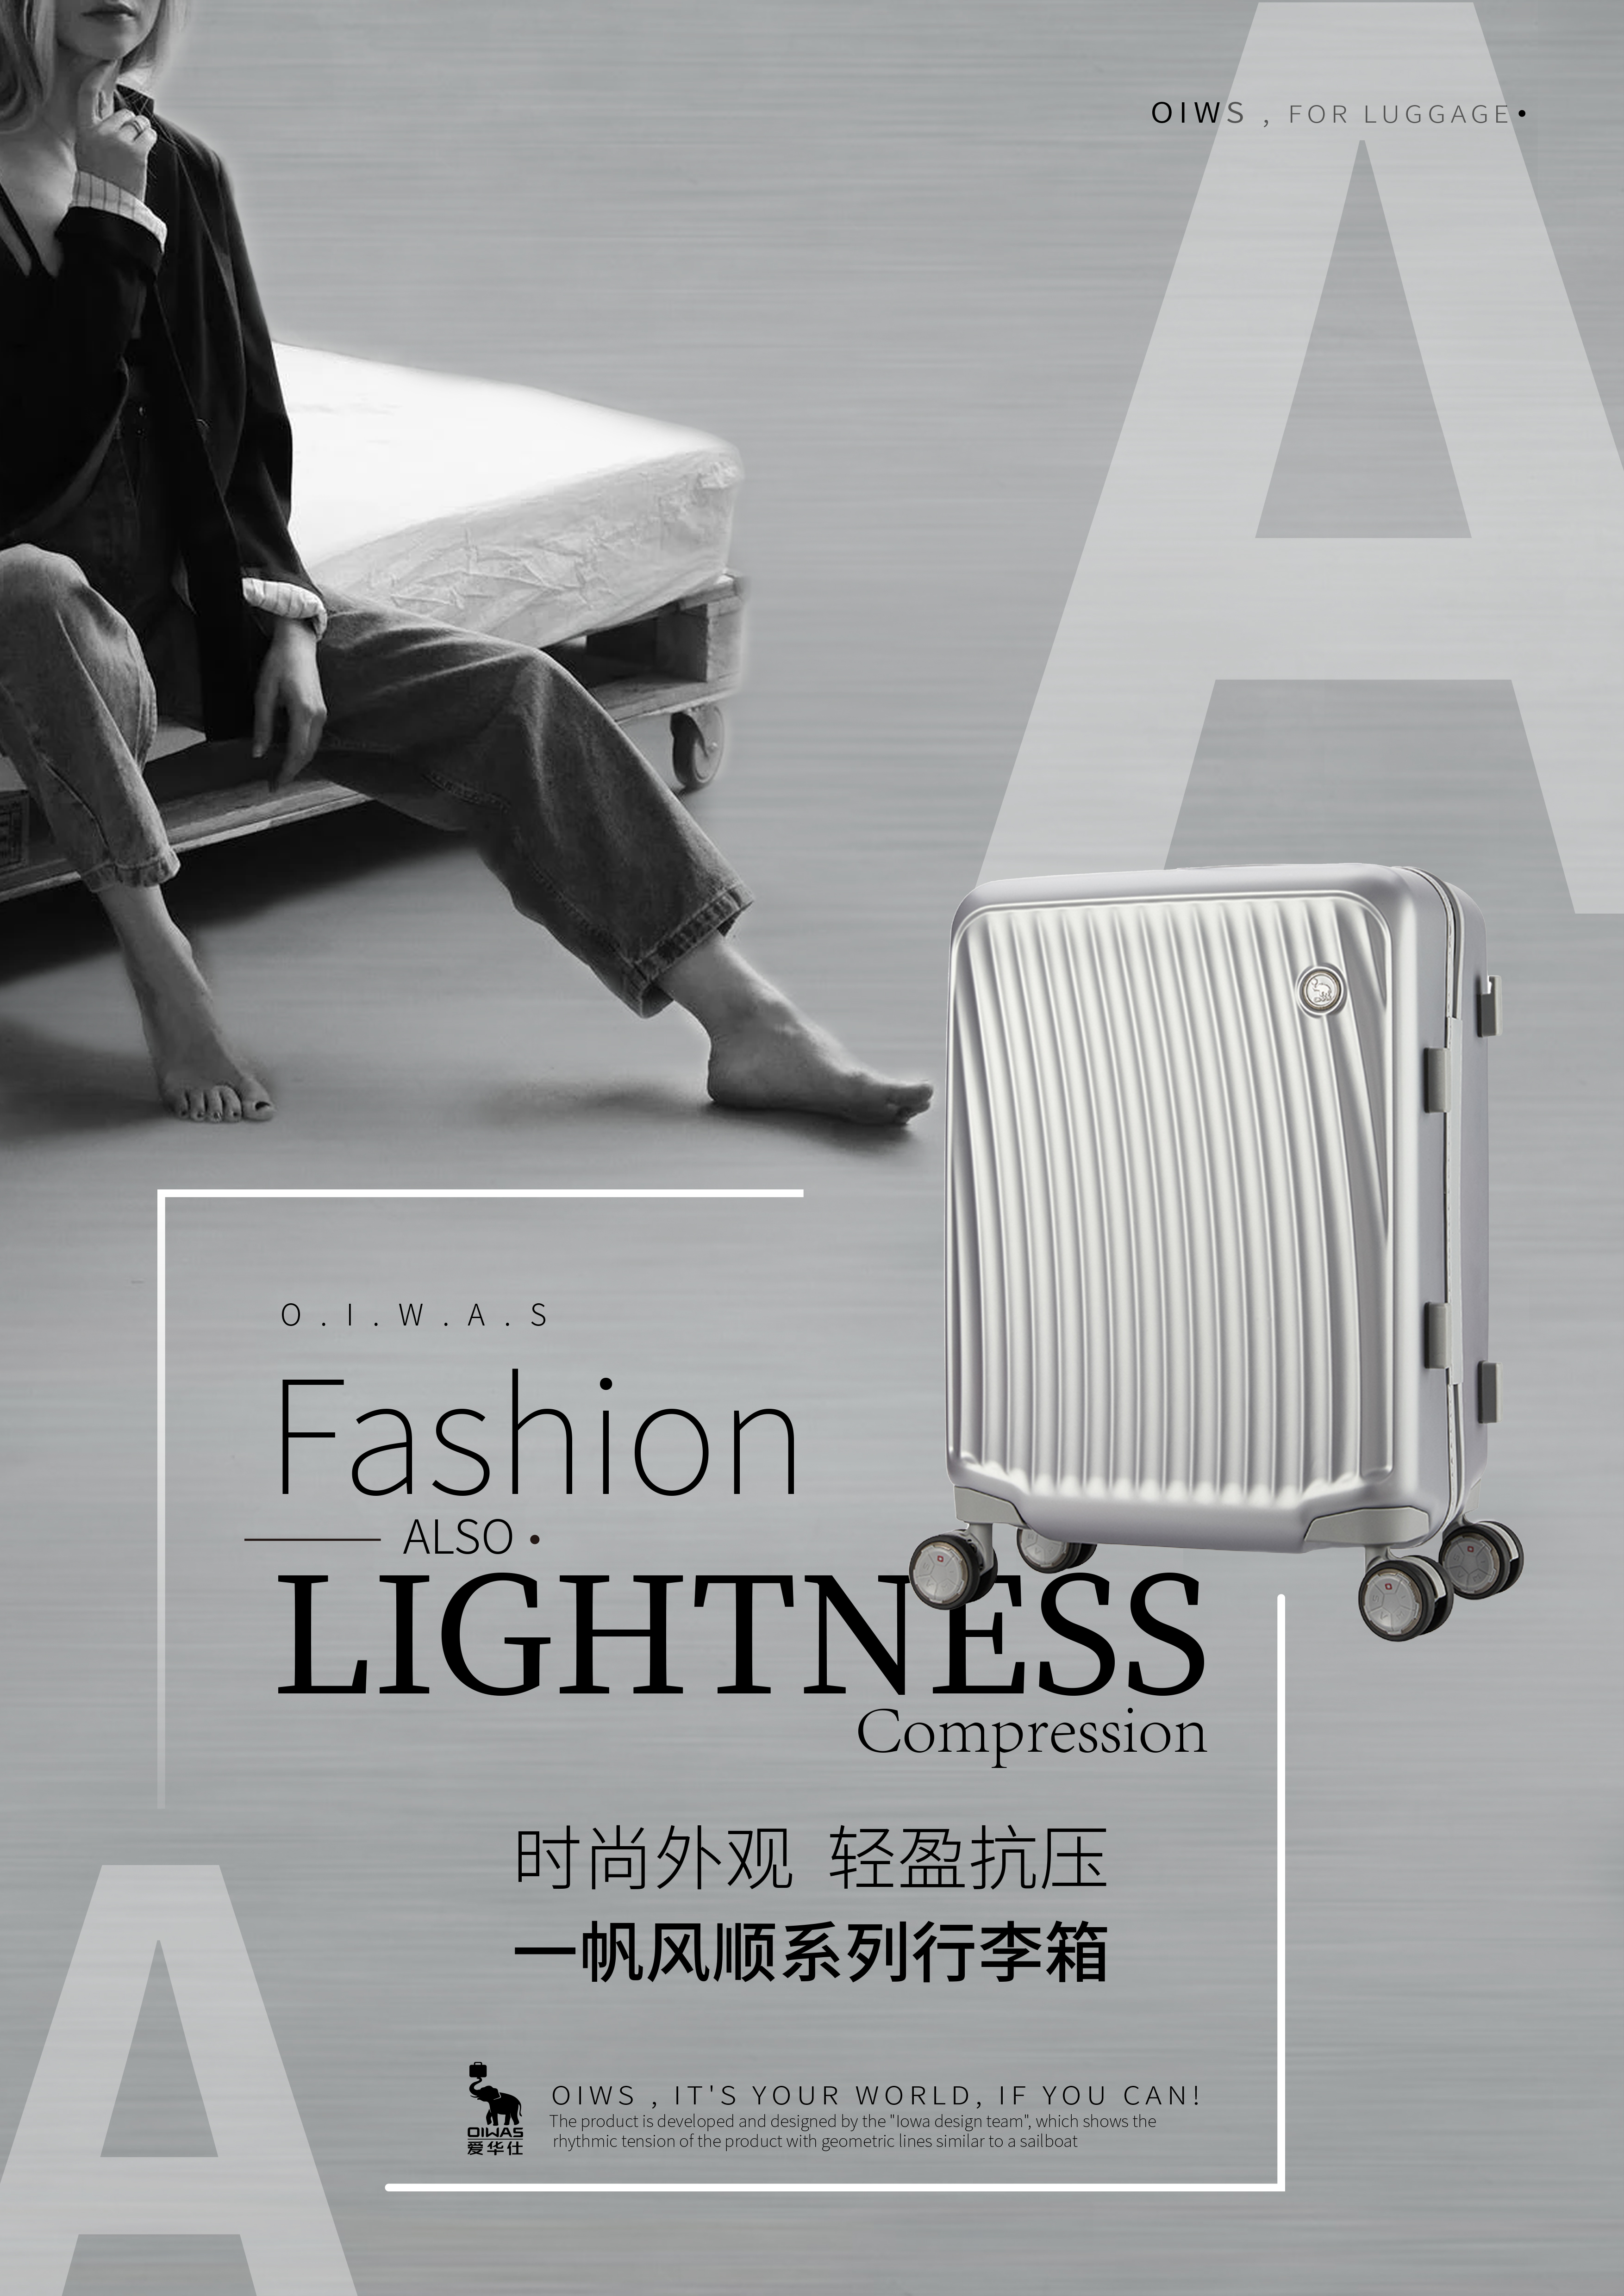 A
OIWS , FOR LUGGAGE•
O.I.W.A.S
Fashion
ALSO •
LIGHTNESS
Compression
时尚外观 轻盈抗压
一帆风顺系列行李箱
A
OIWAS
爱华仕
OIWS , IT'S YOUR WORLD, IF YOU CAN!
The product is developed and designed by the "Iowa design team", which shows the
rhythmic tension of the product with geometric lines similar to a sailboat